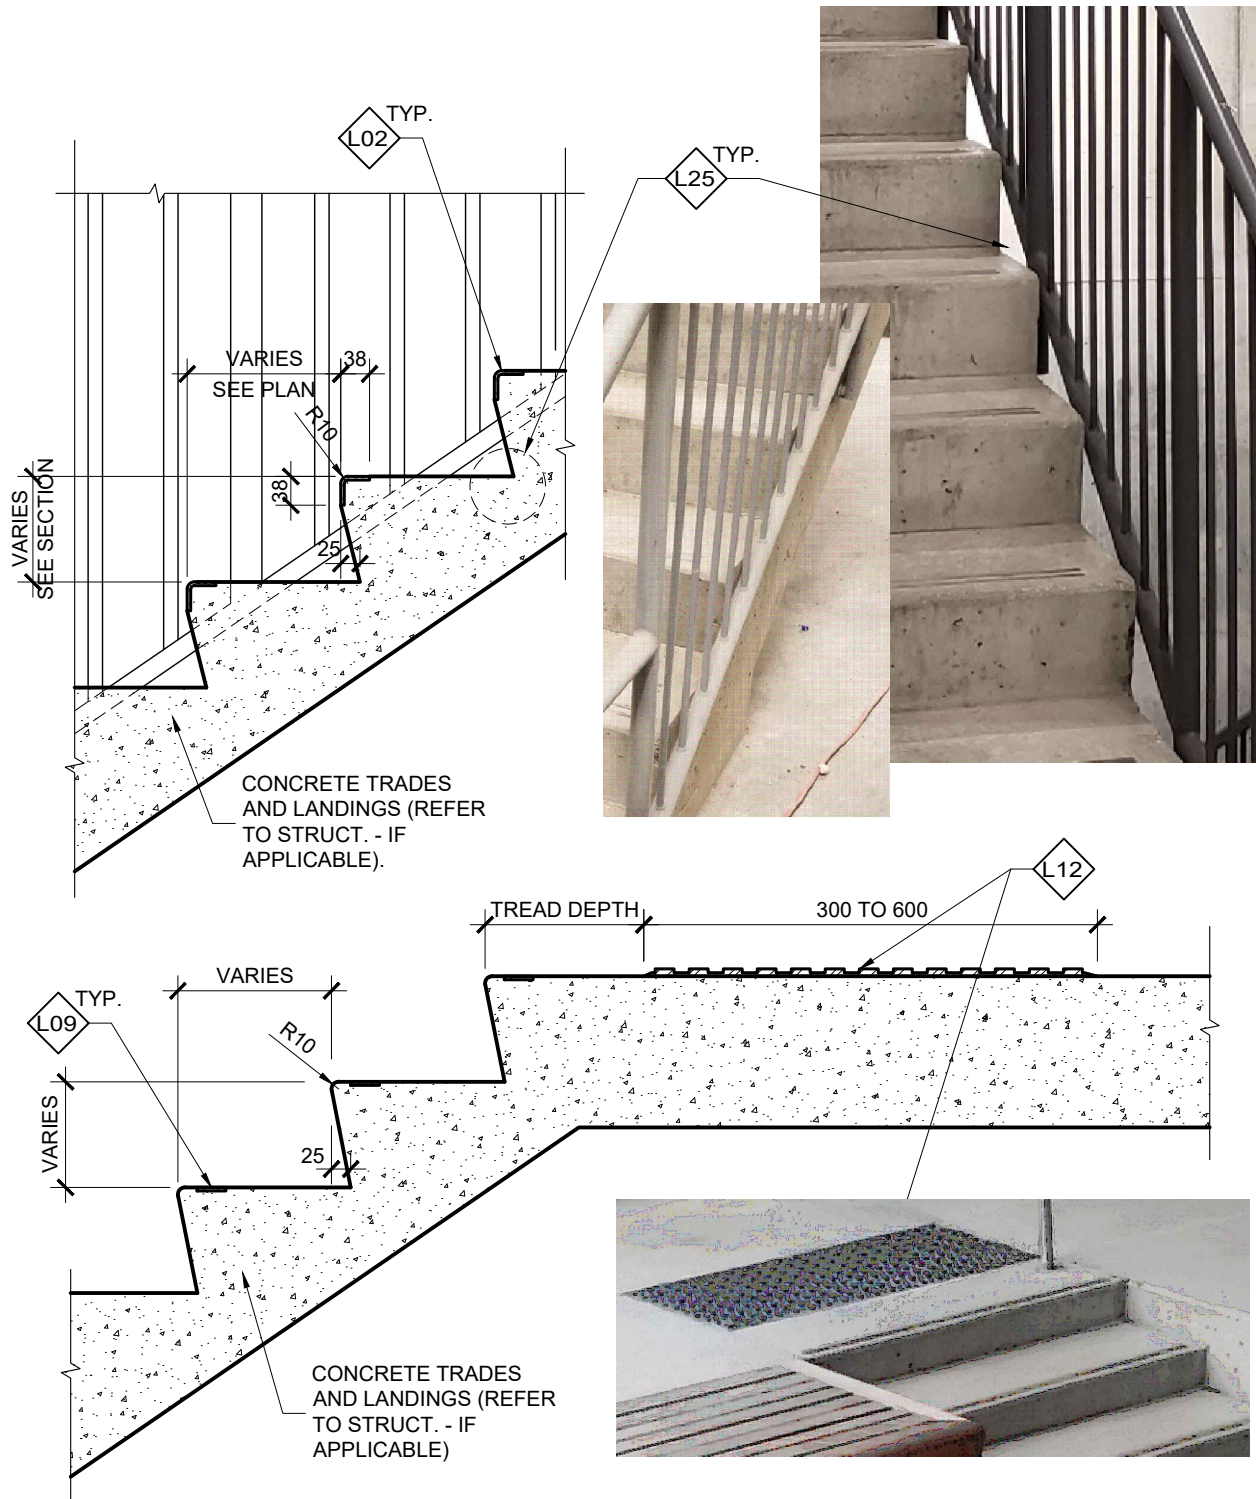 TYP.
L02
TYP.
L25
VARIES
38
SEE PLAN
R10
38
VARIES
SEE SECTION
25
CONCRETE TRADES
AND LANDINGS (REFER
TO STRUCT. - IF
APPLICABLE).
L12
TREAD DEPTH
300 TO 600
VARIES
TYP.
L09
R10
VARIES
25
CONCRETE TRADES
AND LANDINGS (REFER
TO STRUCT. - IF
APPLICABLE)